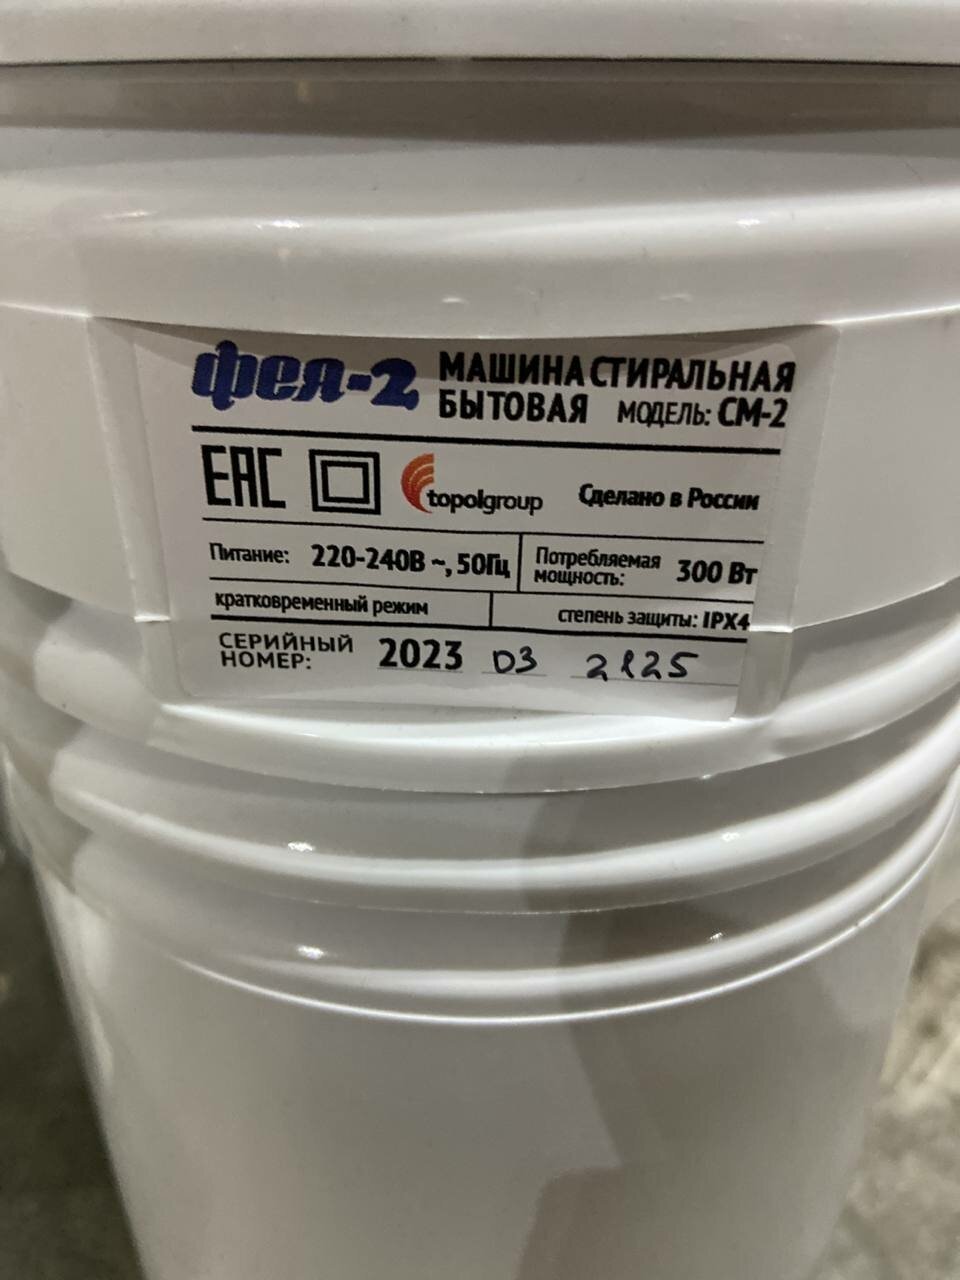 фея-2
МАШИНА СТИРАЛЬНАЯ
БЫТОВАЯ МОДЕЛЬ: СМ-2
EAC topolgroup Сделано в России
Питание: 220-240В ~, 50Гц
Потребляемая
мощность: 300 Вт
кратковременный режим
степень защиты: IPX4
СЕРИЙНЫЙ
НОМЕР: 2023 03 2125